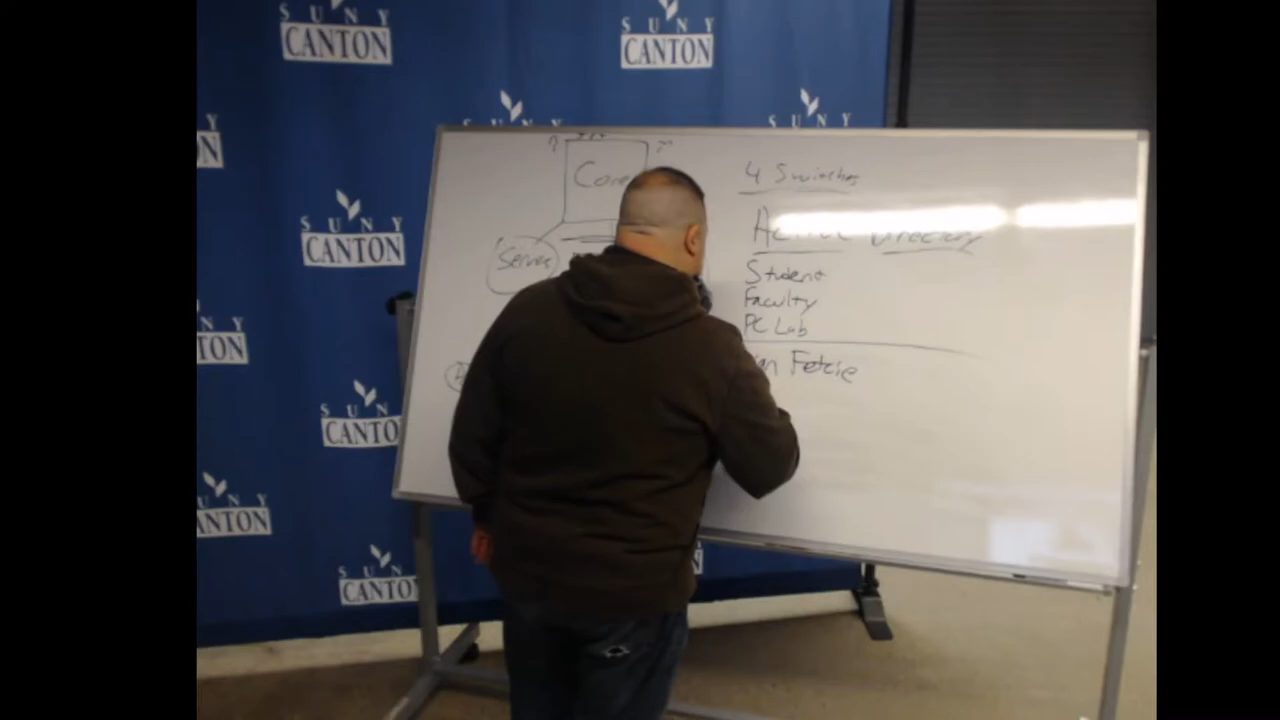 SUNY
CANTON
SUNY
CANTON
SUNY
CANTON
SUNY
CANTON
SUNY
CANTON
Core
Server
4 Switches
Active Directory
Student
Faculty
PC Lab